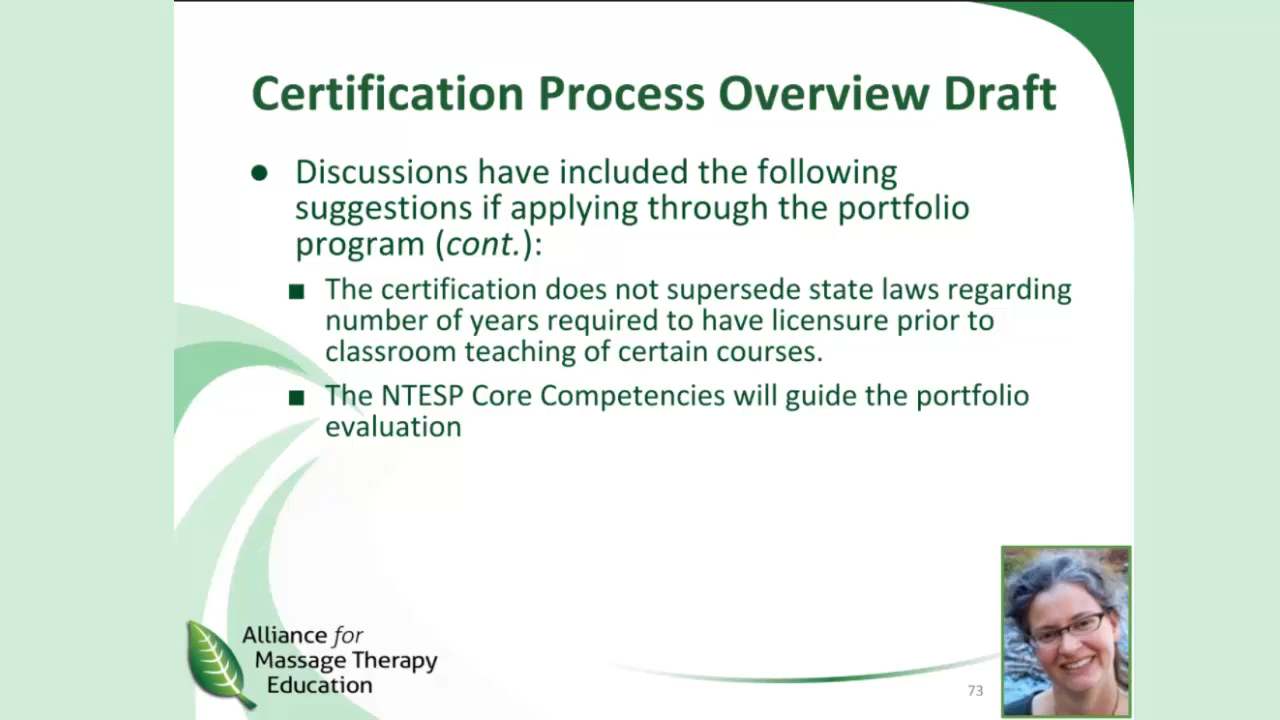 Certification Process Overview Draft
● Discussions have included the following
suggestions if applying through the portfolio
program (cont.):
■ The certification does not supersede state laws regarding
number of years required to have licensure prior to
classroom teaching of certain courses.
■ The NTESP Core Competencies will guide the portfolio
evaluation
Alliance for
Massage Therapy
Education
73